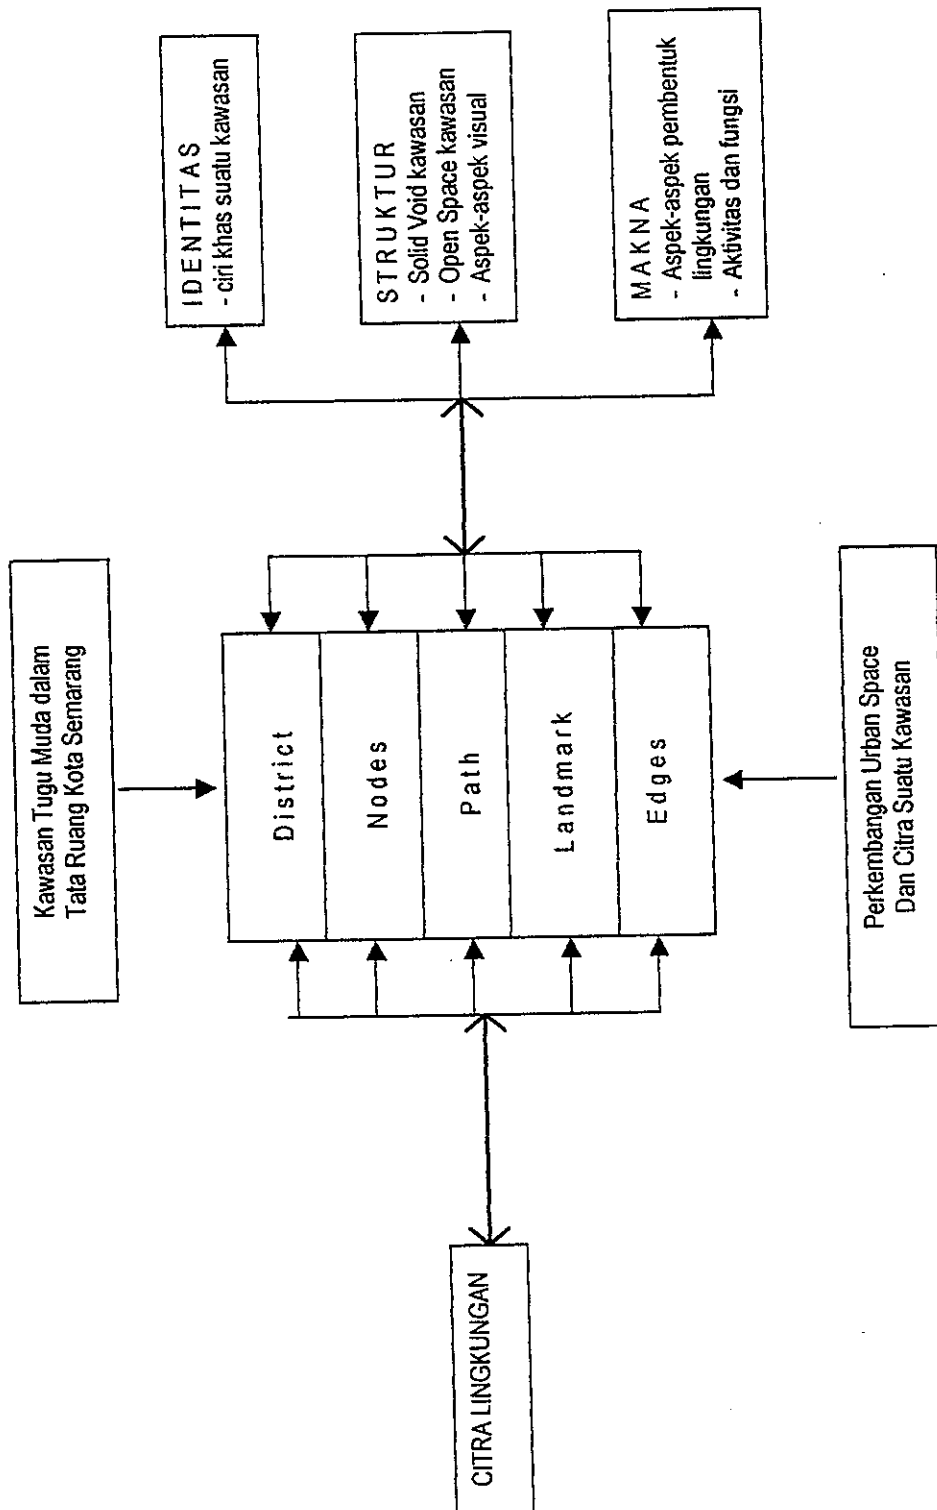 Kawasan Tugu Muda dalam
Tata Ruang Kota Semarang
CITRA LINGKUNGAN
District
Nodes
Path
Landmark
Edges
IDENTITAS
- ciri khas suatu kawasan
STRUKTUR
- Solid Void kawasan
- Open Space kawasan
- Aspek-aspek visual
MAKNA
- Aspek-aspek pembentuk
lingkungan
- Aktivitas dan fungsi
Perkembangan Urban Space
Dan Citra Suatu Kawasan